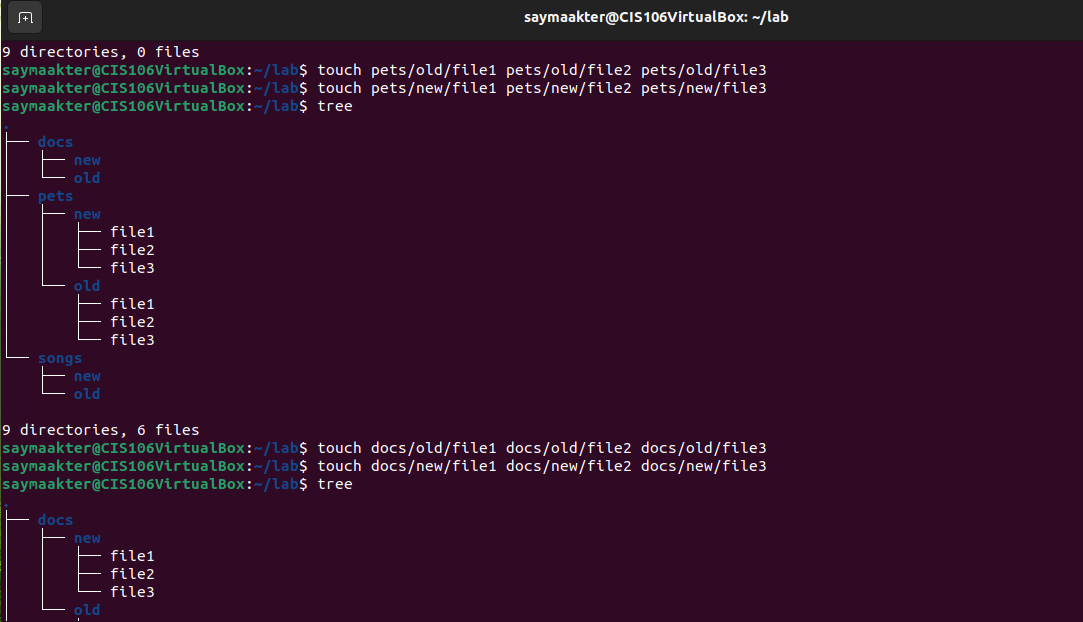 saymaakter@CIS106VirtualBox: ~/lab
9 directories, 0 files
saymaakter@CIS106VirtualBox:~/lab$ touch pets/old/file1 pets/old/file2 pets/old/file3
saymaakter@CIS106VirtualBox:~/lab$ touch pets/new/file1 pets/new/file2 pets/new/file3
saymaakter@CIS106VirtualBox:~/lab$ tree
.
├── docs
│   ├── new
│   └── old
├── pets
│   ├── new
│   │   ├── file1
│   │   ├── file2
│   │   └── file3
│   └── old
│       ├── file1
│       ├── file2
│       └── file3
└── songs
    ├── new
    └── old
9 directories, 6 files
saymaakter@CIS106VirtualBox:~/lab$ touch docs/old/file1 docs/old/file2 docs/old/file3
saymaakter@CIS106VirtualBox:~/lab$ touch docs/new/file1 docs/new/file2 docs/new/file3
saymaakter@CIS106VirtualBox:~/lab$ tree
.
├── docs
│   ├── new
│   │   ├── file1
│   │   ├── file2
│   │   └── file3
│   └── old